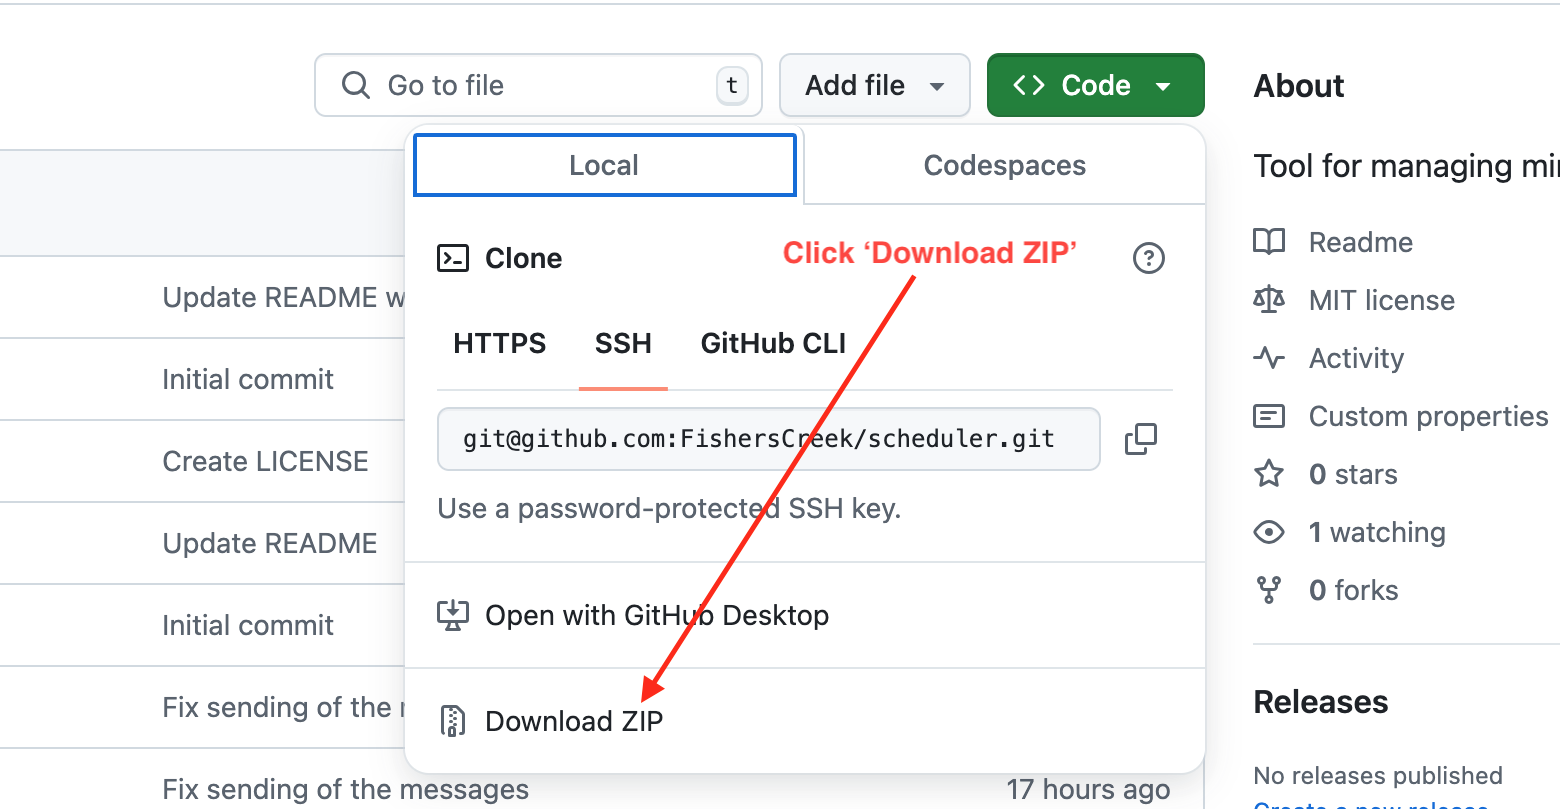 Go to file
t
Add file
Code
Local
Codespaces
Clone
Click ‘Download ZIP’
HTTPS
SSH
GitHub CLI
git@github.com:FishersCreek/scheduler.git
Use a password-protected SSH key.
Open with GitHub Desktop
Download ZIP
Update README
Initial commit
Create LICENSE
Update README
Initial commit
Fix sending of the
Fix sending of the messages
17 hours ago
About
Tool for managing
Readme
MIT license
Activity
Custom properties
0 stars
1 watching
0 forks
Releases
No releases published
Create a new release